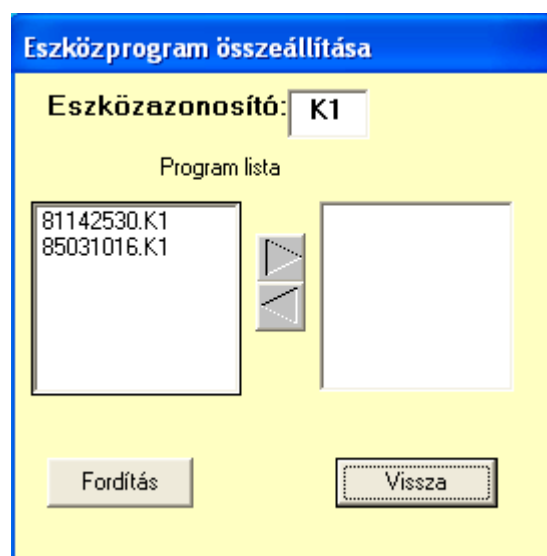 Eszközprogram összeállítása
Eszközazonosító: K1
Program lista
81142530.K1
85031016.K1
Fordítás
Vissza